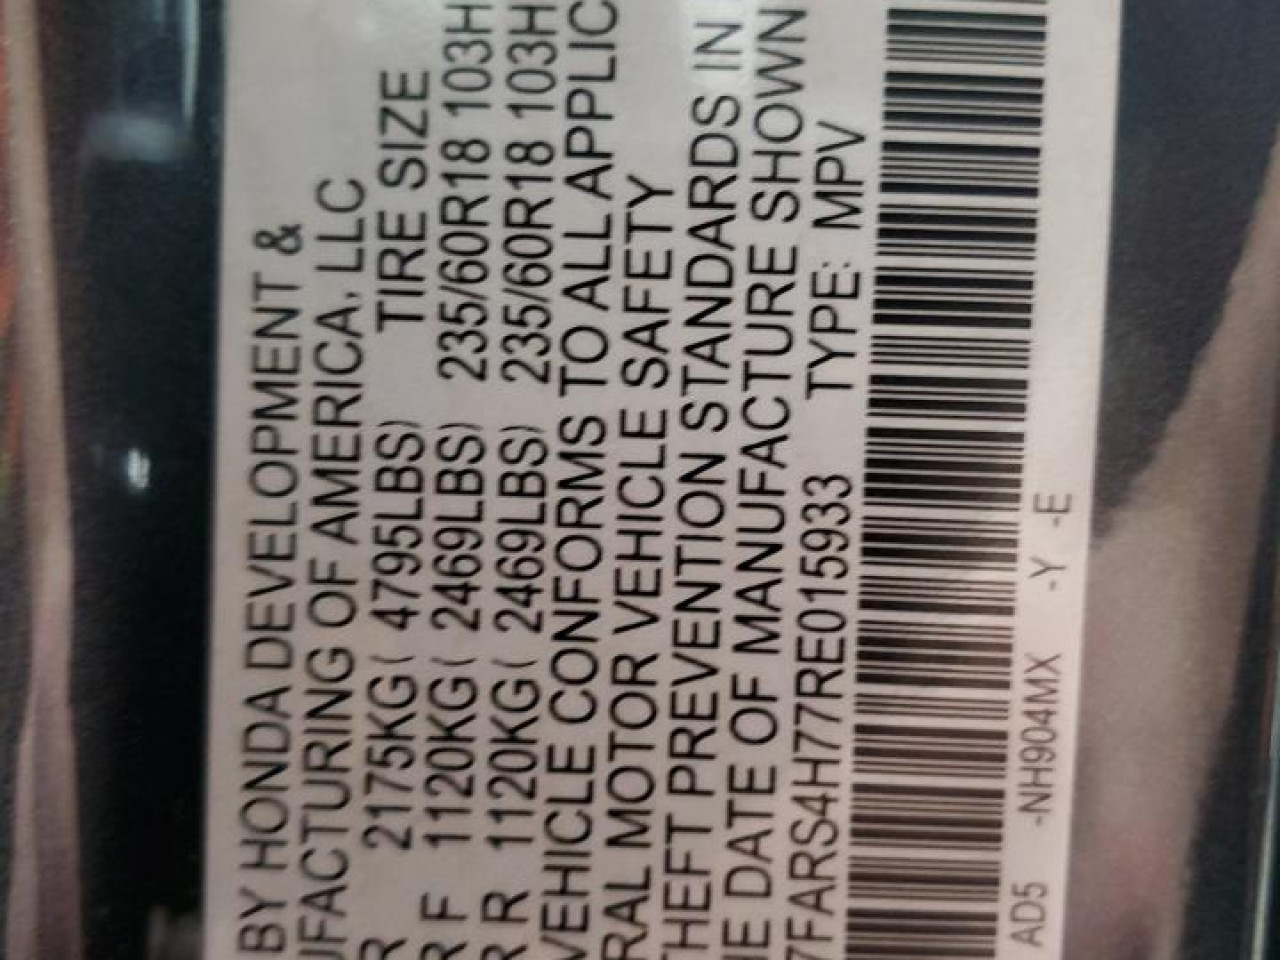 BY HONDA DEVELOPMENT &
UFACTURING OF AMERICA, LLC
R 2175KG( 4795LBS) TIRE SIZE
R F 1120KG( 2469LBS) 235/60R18 103H
R R 1120KG( 2469LBS) 235/60R18 103H
VEHICLE CONFORMS TO ALL APPLIC
RAL MOTOR VEHICLE SAFETY
THEFT PREVENTION STANDARDS IN
HE DATE OF MANUFACTURE SHOWN
7FARS4H77RE015933 TYPE: MPV
AD5 -NH904MX -Y -E